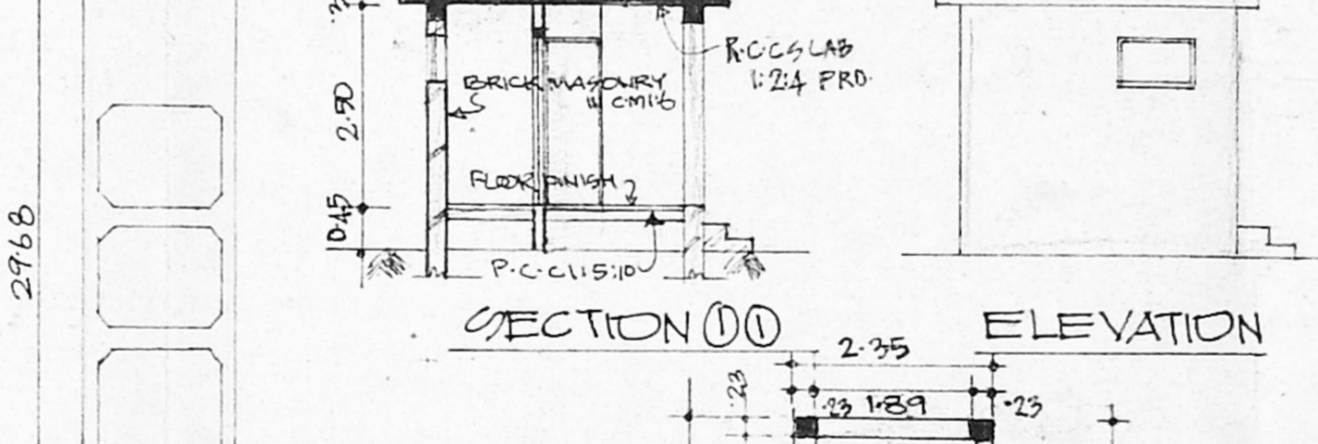 R.C.C SLAB
1:2:4 PRO.
BRICK MASONRY
IN C.M 1:6
2.50
FLOOR FINISH
0.45
29.68
P.C.C 1:5:10
SECTION 1 1
ELEVATION
2.35
.23
.23 1.89 .23